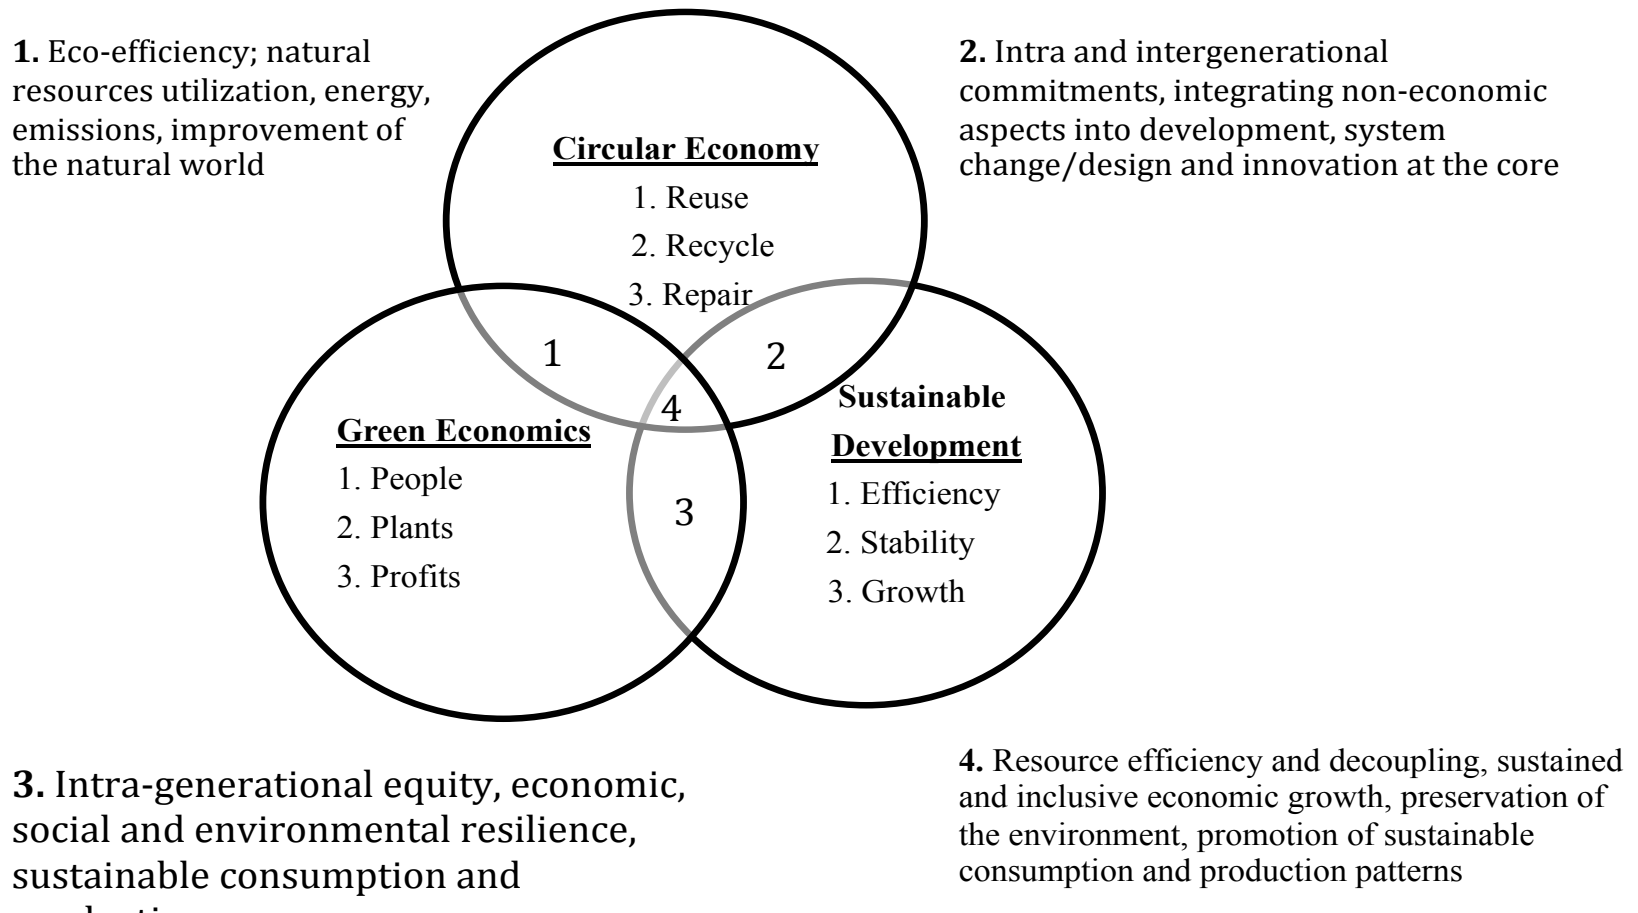 1. Eco-efficiency; natural
resources utilization, energy,
emissions, improvement of
the natural world
2. Intra and intergenerational
commitments, integrating non-economic
aspects into development, system
change/design and innovation at the core
Circular Economy
1. Reuse
2. Recycle
3. Repair
1
2
4
3
Green Economics
1. People
2. Plants
3. Profits
Sustainable
Development
1. Efficiency
2. Stability
3. Growth
3. Intra-generational equity, economic,
social and environmental resilience,
sustainable consumption and
4. Resource efficiency and decoupling, sustained
and inclusive economic growth, preservation of
the environment, promotion of sustainable
consumption and production patterns